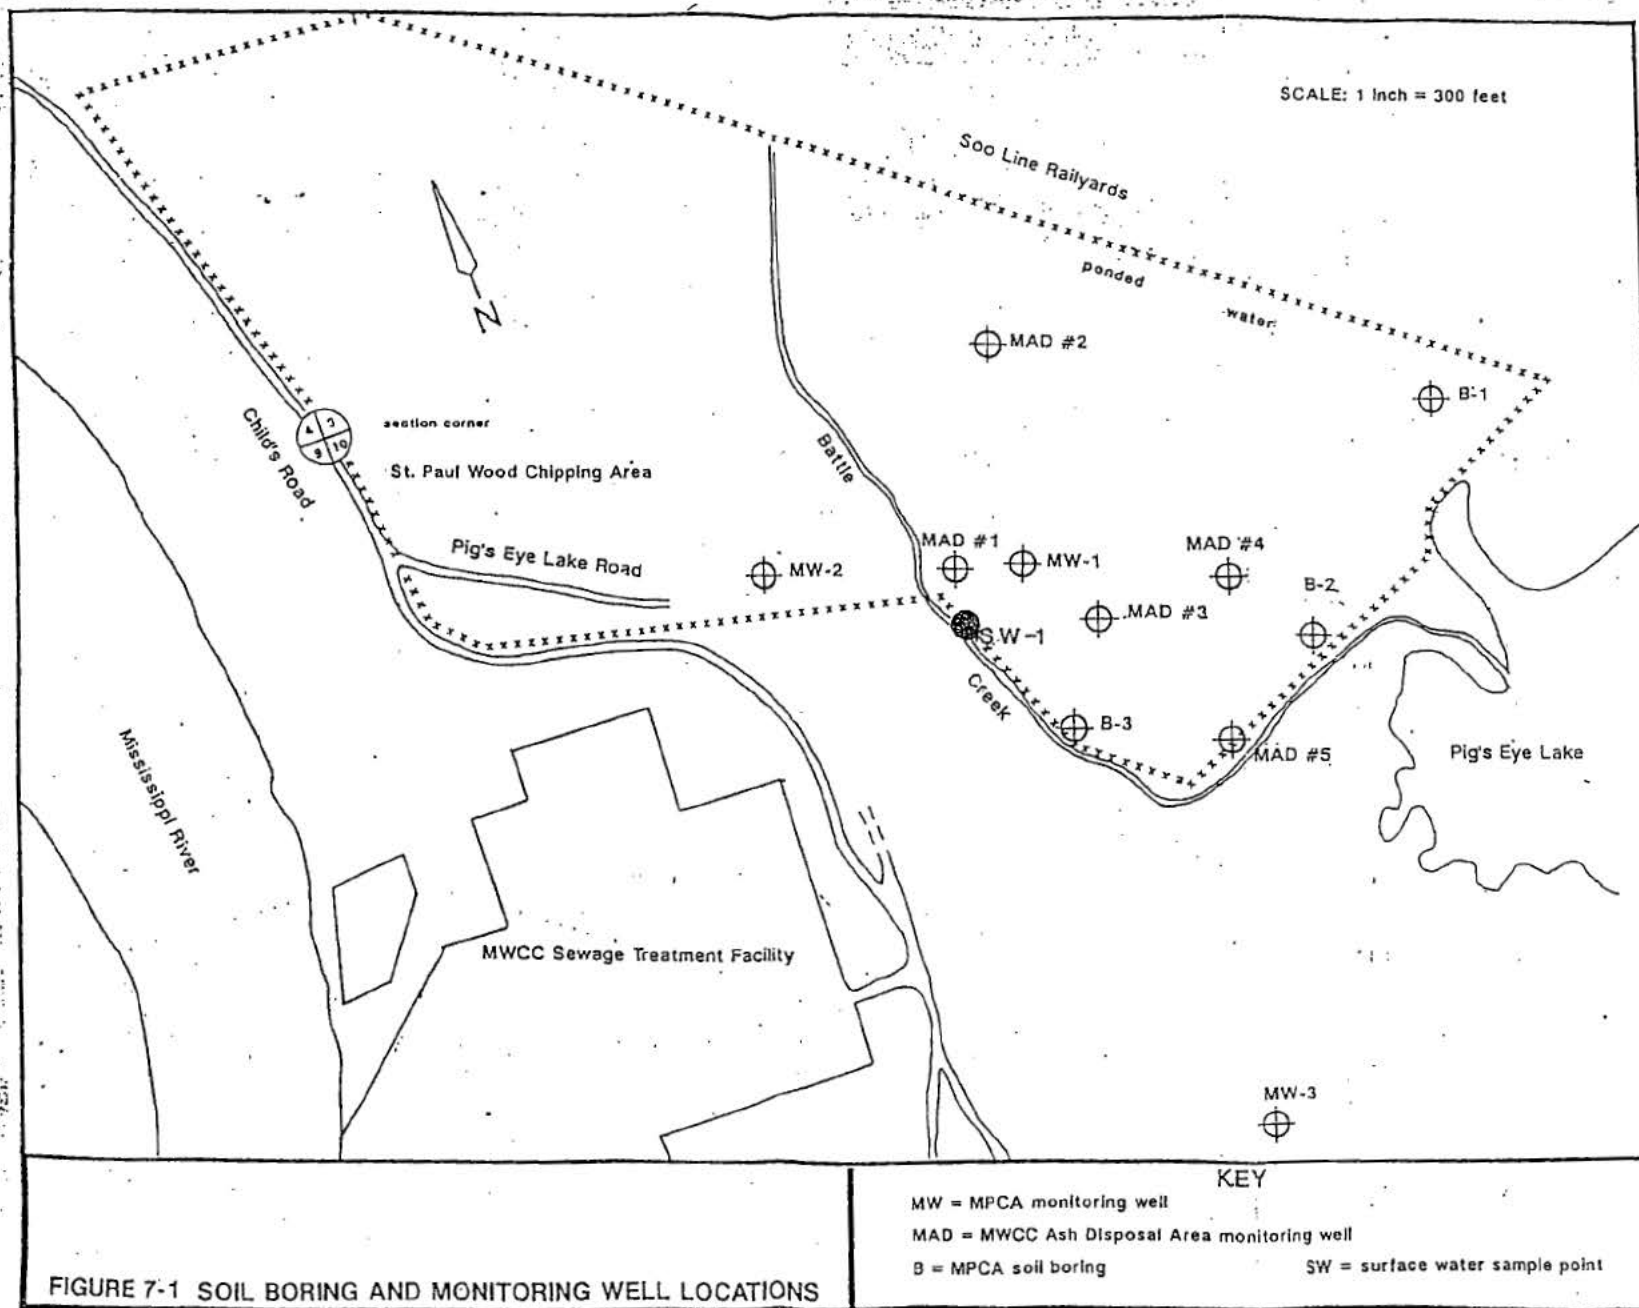 SCALE: 1 Inch = 300 feet
Soo Line Railyards
ponded
water
N
MAD #2
B-1
section corner
4
9
10
Child's Road
St. Paul Wood Chipping Area
Battle
Pig's Eye Lake Road
MW-2
MAD #1
MW-1
MAD #4
B-2
MAD #3
SW-1
Creek
B-3
MAD #5
Pig's Eye Lake
Mississippi River
MWCC Sewage Treatment Facility
MW-3
KEY
MW = MPCA monitoring well
MAD = MWCC Ash Disposal Area monitoring well
B = MPCA soil boring
SW = surface water sample point
FIGURE 7-1 SOIL BORING AND MONITORING WELL LOCATIONS